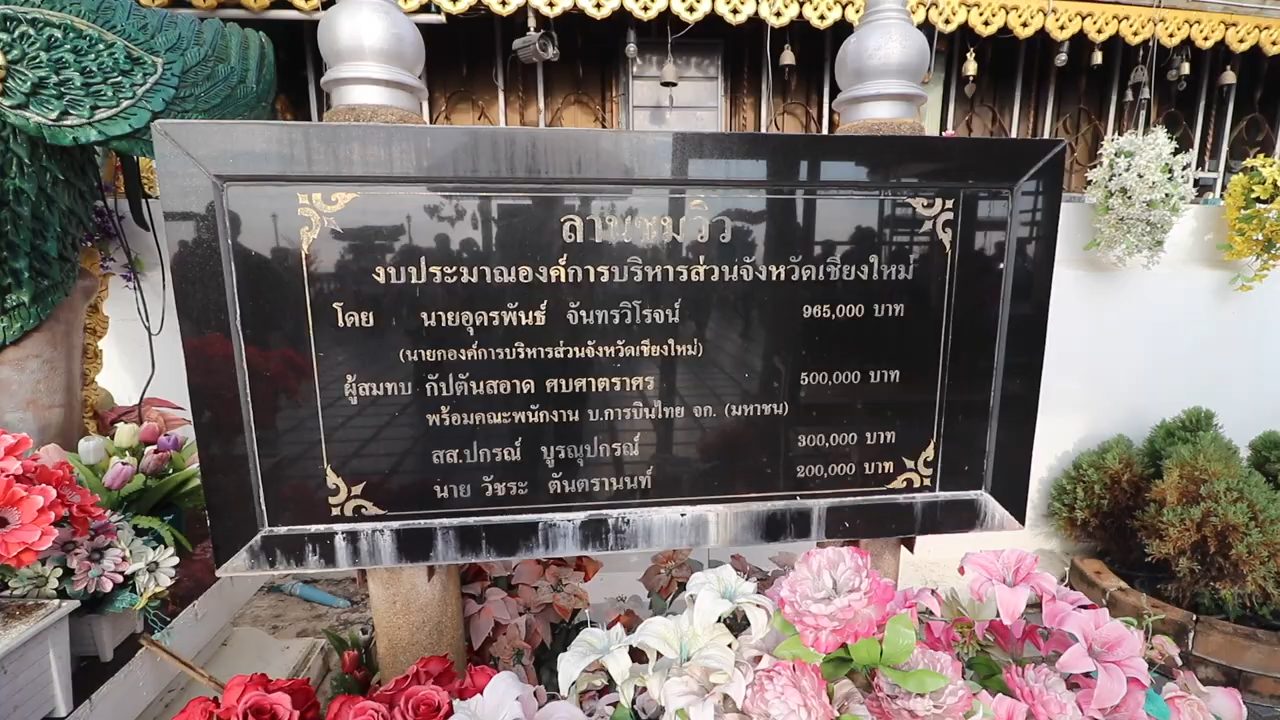 ลานชมวิว
งบประมาณองค์การบริหารส่วนจังหวัดเชียงใหม่
โดย นายอุดรพันธ์ จันทรวิโรจน์ 965,000 บาท
(นายกองค์การบริหารส่วนจังหวัดเชียงใหม่)
ผู้สมทบ กัปตันสอาด ศบศาตราศร 500,000 บาท
พร้อมคณะพนักงาน บ.การบินไทย จก. (มหาชน)
สส.ปกรณ์ บูรณุปกรณ์ 300,000 บาท
นาย วัชระ ตันตรานนท์ 200,000 บาท